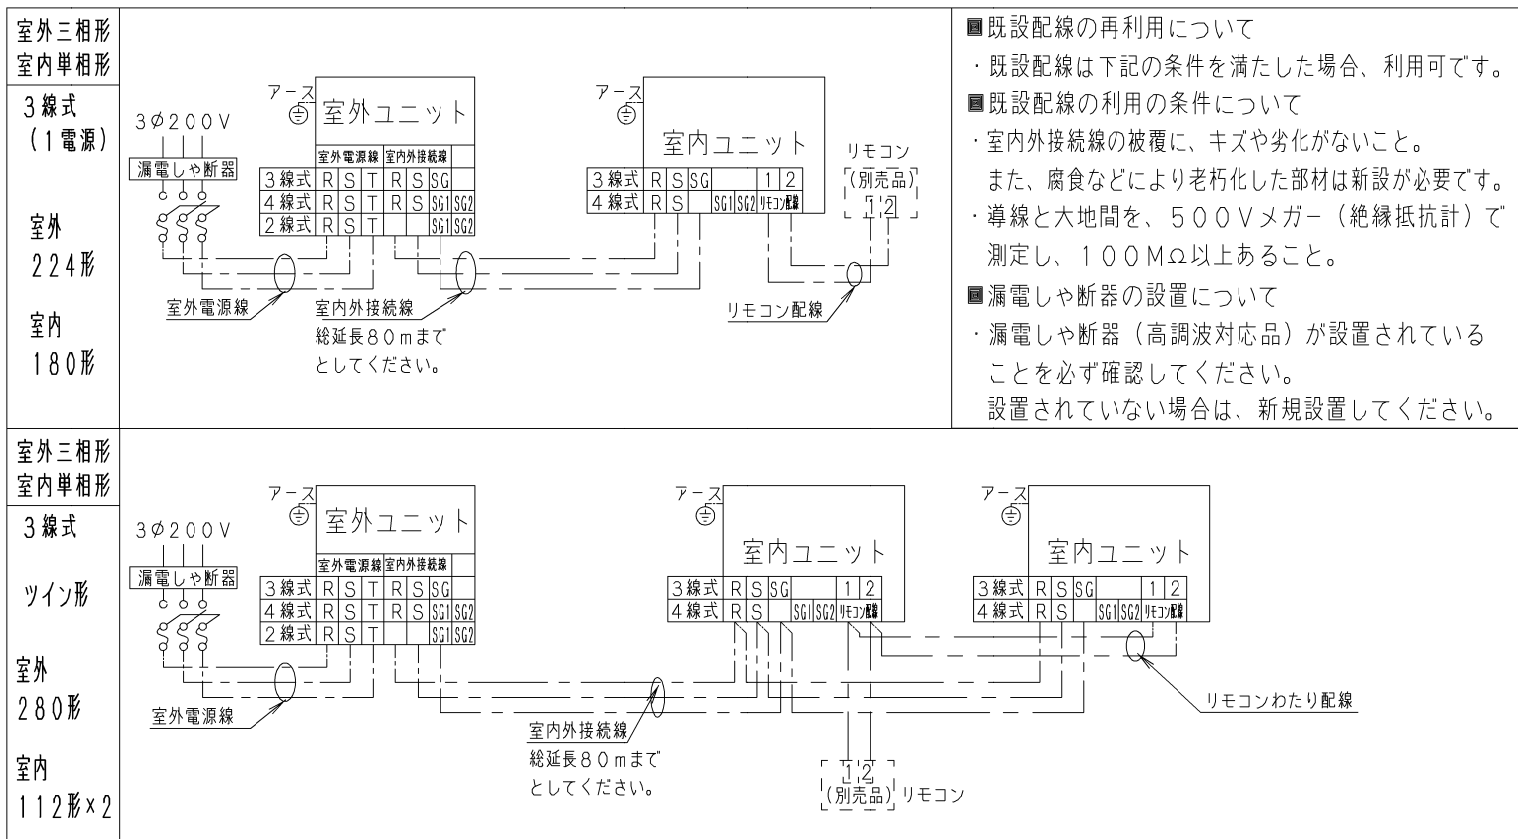 室外三相形
室内単相形
3線式
(1電源)
室外
224形
室内
180形
3φ200V
漏電しゃ断器
アース
室外ユニット
室外電源線 室内外接続線
3線式 R S T R S SG
4線式 R S T R S SG1 SG2
2線式 R S T SG1 SG2
室外電源線
室内外接続線
総延長80mまで
としてください。
アース
室内ユニット
3線式 R S SG 1 2
4線式 R S SG1 SG2 リモコン配線
リモコン
(別売品)
1 2
リモコン配線
■既設配線の再利用について
・既設配線は下記の条件を満たした場合、利用可です。
■既設配線の利用の条件について
・室内外接続線の被覆に、キズや劣化がないこと。
また、腐食などにより老朽化した部材は新設が必要です。
・導線と大地間を、500Vメガー(絶縁抵抗計)で
測定し、100MΩ以上あること。
■漏電しゃ断器の設置について
・漏電しゃ断器(高調波対応品)が設置されている
ことを必ず確認してください。
設置されていない場合は、新規設置してください。
室外三相形
室内単相形
3線式
ツイン形
室外
280形
室内
112形×2
3φ200V
漏電しゃ断器
アース
室外ユニット
室外電源線 室内外接続線
3線式 R S T R S SG
4線式 R S T R S SG1 SG2
2線式 R S T SG1 SG2
室外電源線
室内外接続線
総延長80mまで
としてください。
アース
室内ユニット
3線式 R S SG 1 2
4線式 R S SG1 SG2 リモコン配線
1 2
(別売品) リモコン
アース
室内ユニット
3線式 R S SG 1 2
4線式 R S SG1 SG2 リモコン配線
リモコンわたり配線